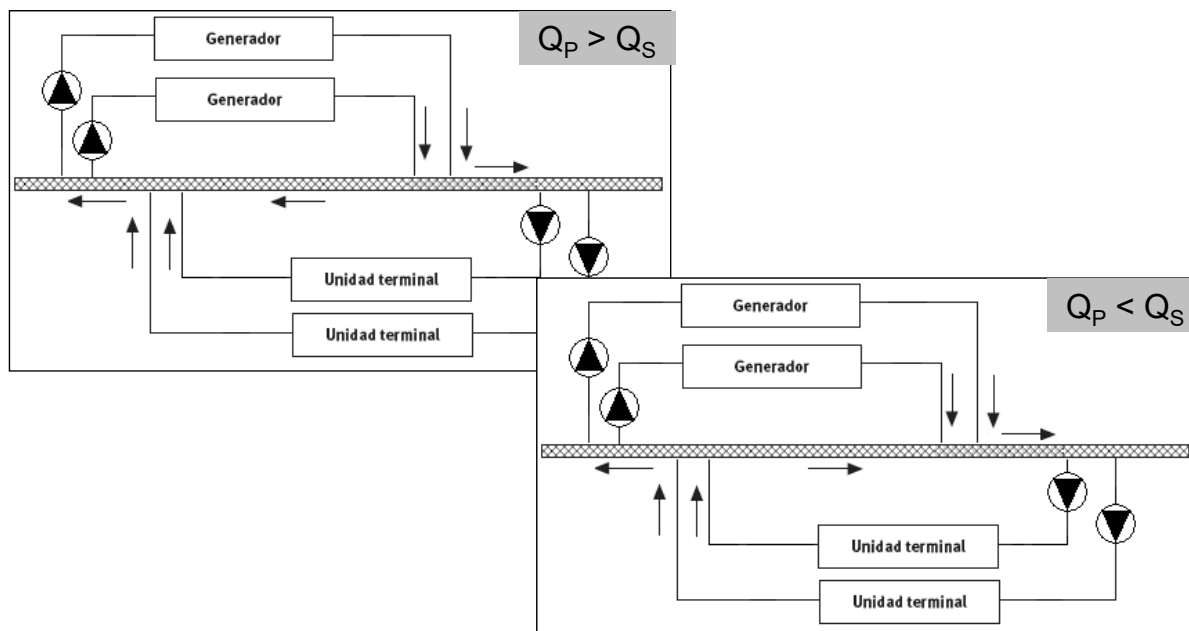 Generador
Q_P > Q_S
Generador
Unidad terminal
Unidad terminal
Generador
Q_P < Q_S
Generador
Unidad terminal
Unidad terminal